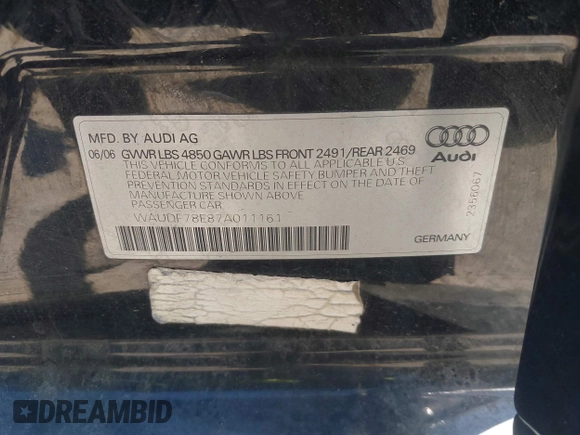 MFD. BY AUDI AG
06/06 GVWR LBS 4850 GAWR LBS FRONT 2491/REAR 2469
THIS VEHICLE CONFORMS TO ALL APPLICABLE U.S.
FEDERAL MOTOR VEHICLE SAFETY BUMPER AND THEFT
PREVENTION STANDARDS IN EFFECT ON THE DATE OF
MANUFACTURE SHOWN ABOVE
PASSENGER CAR
WAUDF78E87A011161
Audi
2356067
GERMANY
DREAMBID